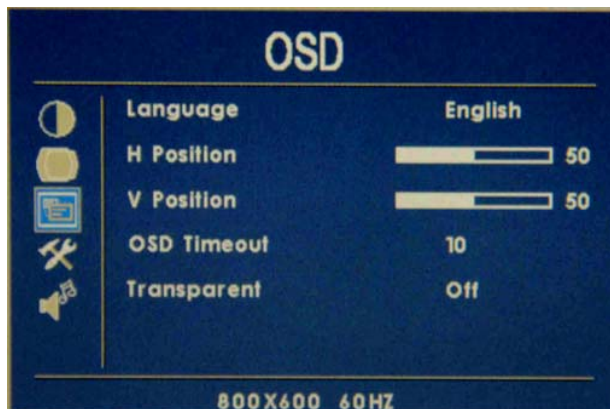 OSD
Language English
H Position 50
V Position 50
OSD Timeout 10
Transparent Off
800X600 60HZ